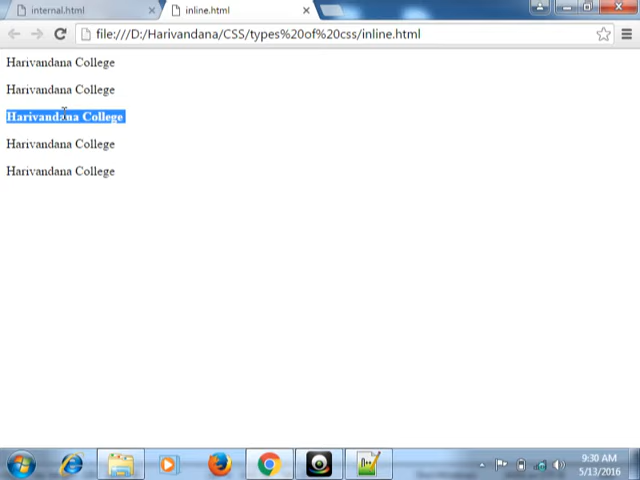 internal.html
inline.html
file:///D:/Harivandana/CSS/types%20of%20css/inline.html
Harivandana College
Harivandana College
Harivandana College
Harivandana College
Harivandana College
9:30 AM
5/13/2016